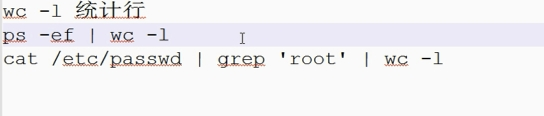 wc -l 统计行
ps -ef | wc -l
cat /etc/passwd | grep 'root' | wc -l